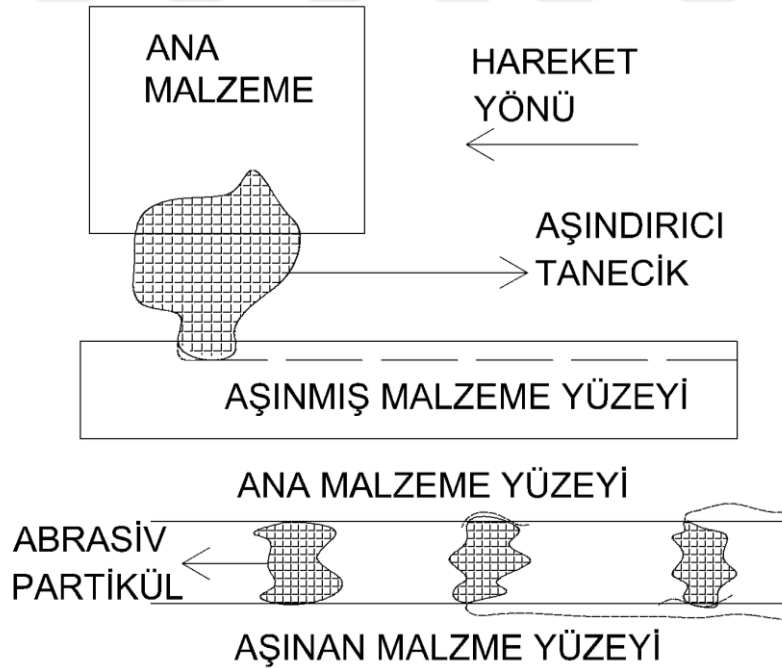 ANA
MALZEME
HAREKET
YÖNÜ
AŞINDIRICI
TANECİK
AŞINMIŞ MALZEME YÜZEYİ
ANA MALZEME YÜZEYİ
ABRASİV
PARTİKÜL
AŞINAN MALZME YÜZEYİ